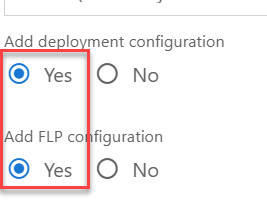 Add deployment configuration
Yes No
Add FLP configuration
Yes No